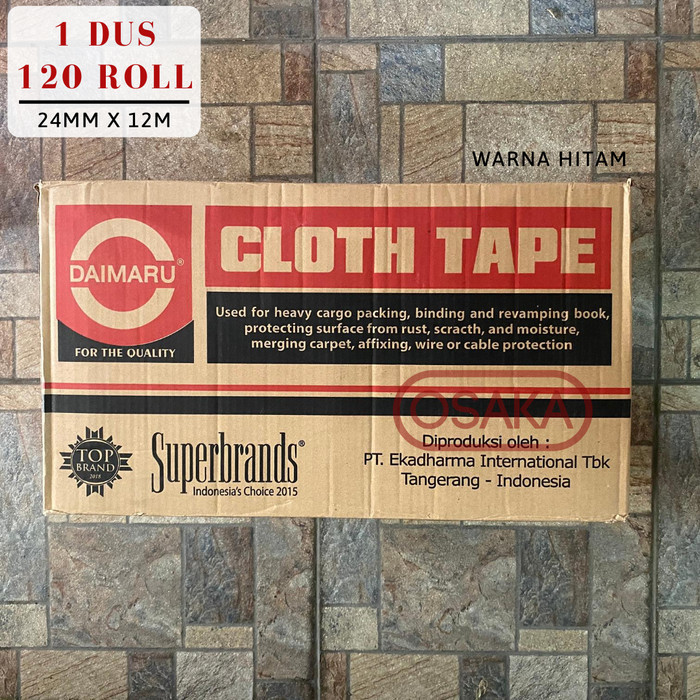 1 DUS
120 ROLL
24MM X 12M
WARNA HITAM
DAIMARU®
FOR THE QUALITY
CLOTH TAPE
Used for heavy cargo packing, binding and revamping book,
protecting surface from rust, scracth, and moisture,
merging carpet, affixing, wire or cable protection
OSAKA
TOP
BRAND
2015
Superbrands®
Indonesia's Choice 2015
Diproduksi oleh :
PT. Ekadharma International Tbk
Tangerang - Indonesia